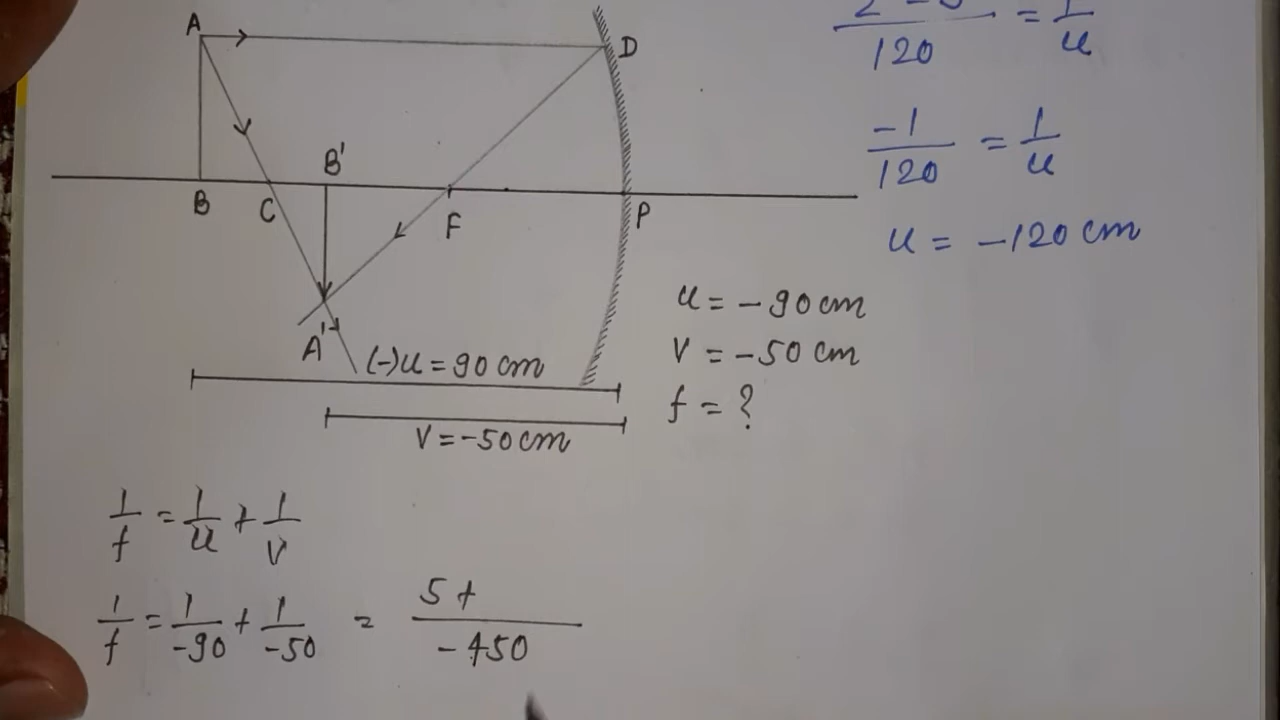 A
D
B'
B
C
F
P
A'
(-)u = 90 cm
V = -50 cm
120 = 1/u
-1/120 = 1/u
u = -120 cm
u = -90 cm
V = -50 cm
f = ?
1/f = 1/u + 1/v
1/f = 1/-90 + 1/-50 = 5+/-450